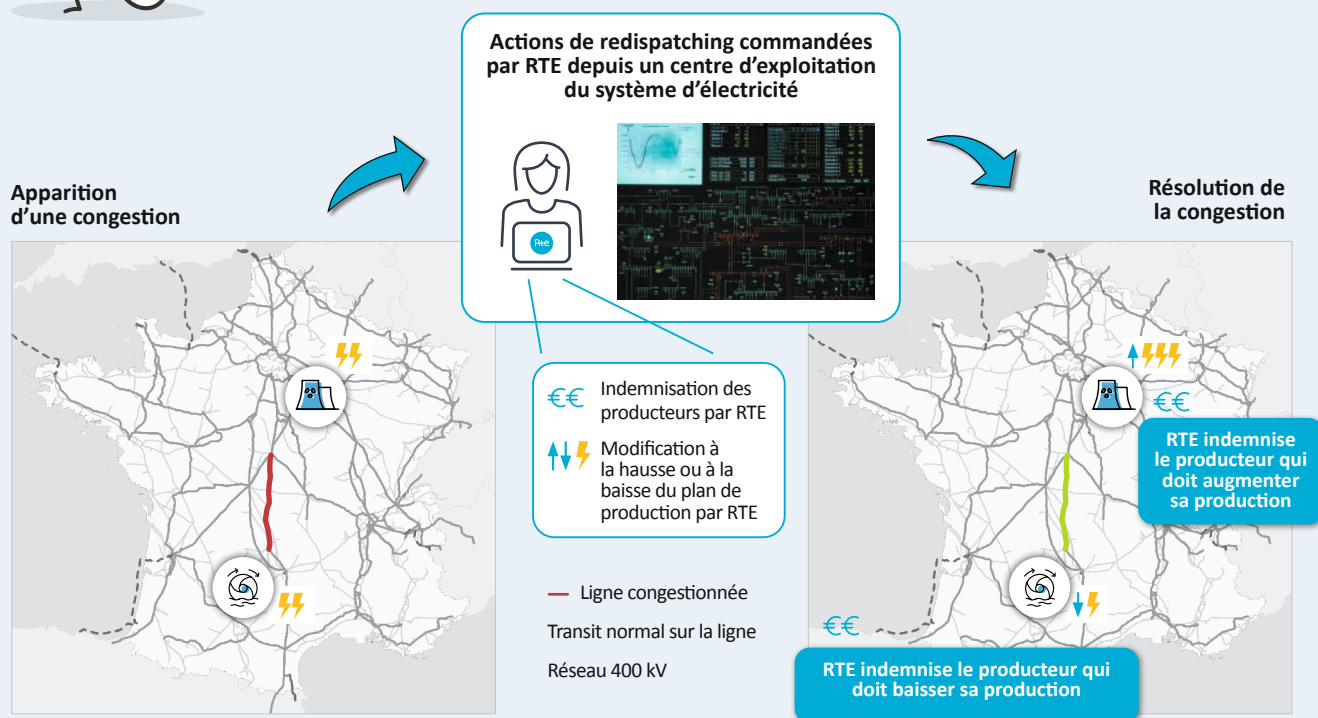 Actions de redispatching commandées
par RTE depuis un centre d'exploitation
du système d'électricité
Apparition
d'une congestion
Rte
Résolution de
la congestion
€€ Indemnisation des
producteurs par RTE
Modification à
la hausse ou à la
baisse du plan de
production par RTE
Ligne congestionnée
Transit normal sur la ligne
Réseau 400 kV
€€
RTE indemnise
le producteur qui
doit augmenter
sa production
€€
RTE indemnise le producteur qui
doit baisser sa production